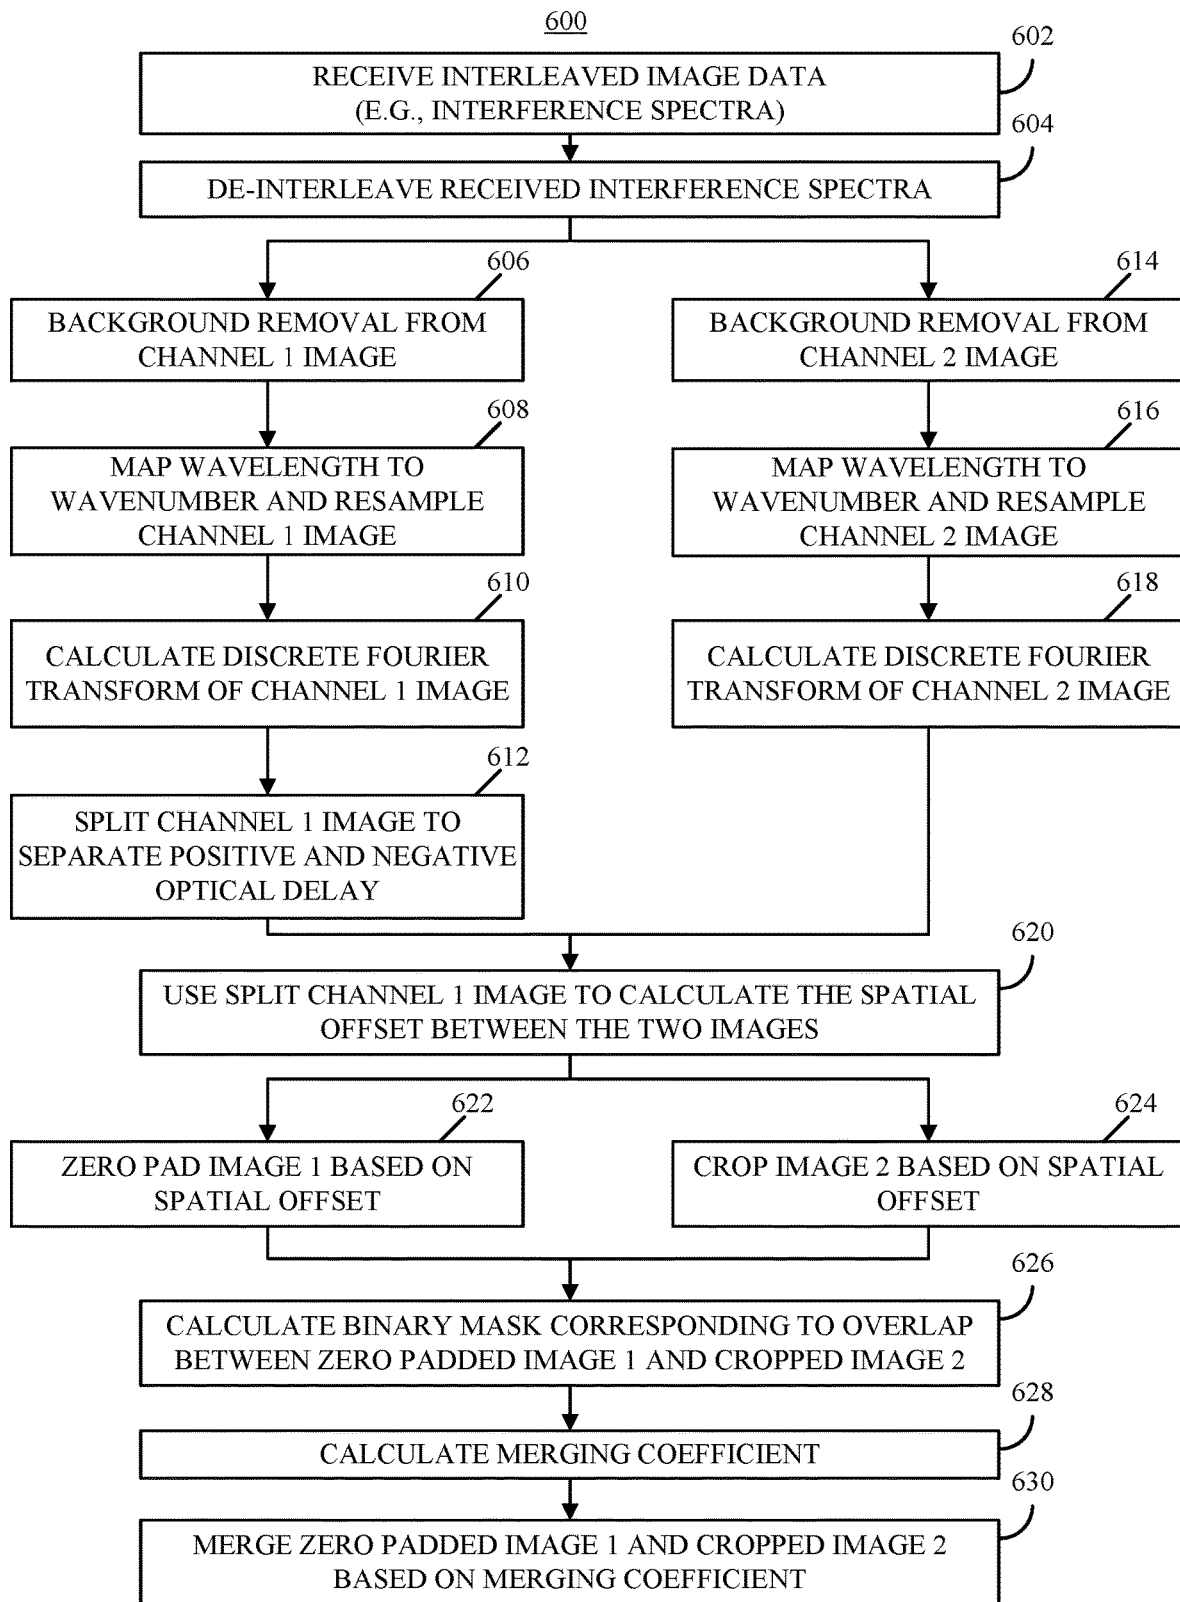 600
602
RECEIVE INTERLEAVED IMAGE DATA
(E.G., INTERFERENCE SPECTRA)
604
DE-INTERLEAVE RECEIVED INTERFERENCE SPECTRA
606
BACKGROUND REMOVAL FROM
CHANNEL 1 IMAGE
614
BACKGROUND REMOVAL FROM
CHANNEL 2 IMAGE
608
MAP WAVELENGTH TO
WAVENUMBER AND RESAMPLE
CHANNEL 1 IMAGE
616
MAP WAVELENGTH TO
WAVENUMBER AND RESAMPLE
CHANNEL 2 IMAGE
610
CALCULATE DISCRETE FOURIER
TRANSFORM OF CHANNEL 1 IMAGE
618
CALCULATE DISCRETE FOURIER
TRANSFORM OF CHANNEL 2 IMAGE
612
SPLIT CHANNEL 1 IMAGE TO
SEPARATE POSITIVE AND NEGATIVE
OPTICAL DELAY
620
USE SPLIT CHANNEL 1 IMAGE TO CALCULATE THE SPATIAL
OFFSET BETWEEN THE TWO IMAGES
622
ZERO PAD IMAGE 1 BASED ON
SPATIAL OFFSET
624
CROP IMAGE 2 BASED ON SPATIAL
OFFSET
626
CALCULATE BINARY MASK CORRESPONDING TO OVERLAP
BETWEEN ZERO PADDED IMAGE 1 AND CROPPED IMAGE 2
628
CALCULATE MERGING COEFFICIENT
630
MERGE ZERO PADDED IMAGE 1 AND CROPPED IMAGE 2
BASED ON MERGING COEFFICIENT